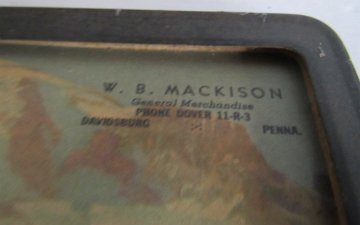 W. B. MACKISON
General Merchandise
PHONE DOVER 11-R-3
DAVIDSBURG PENNA.